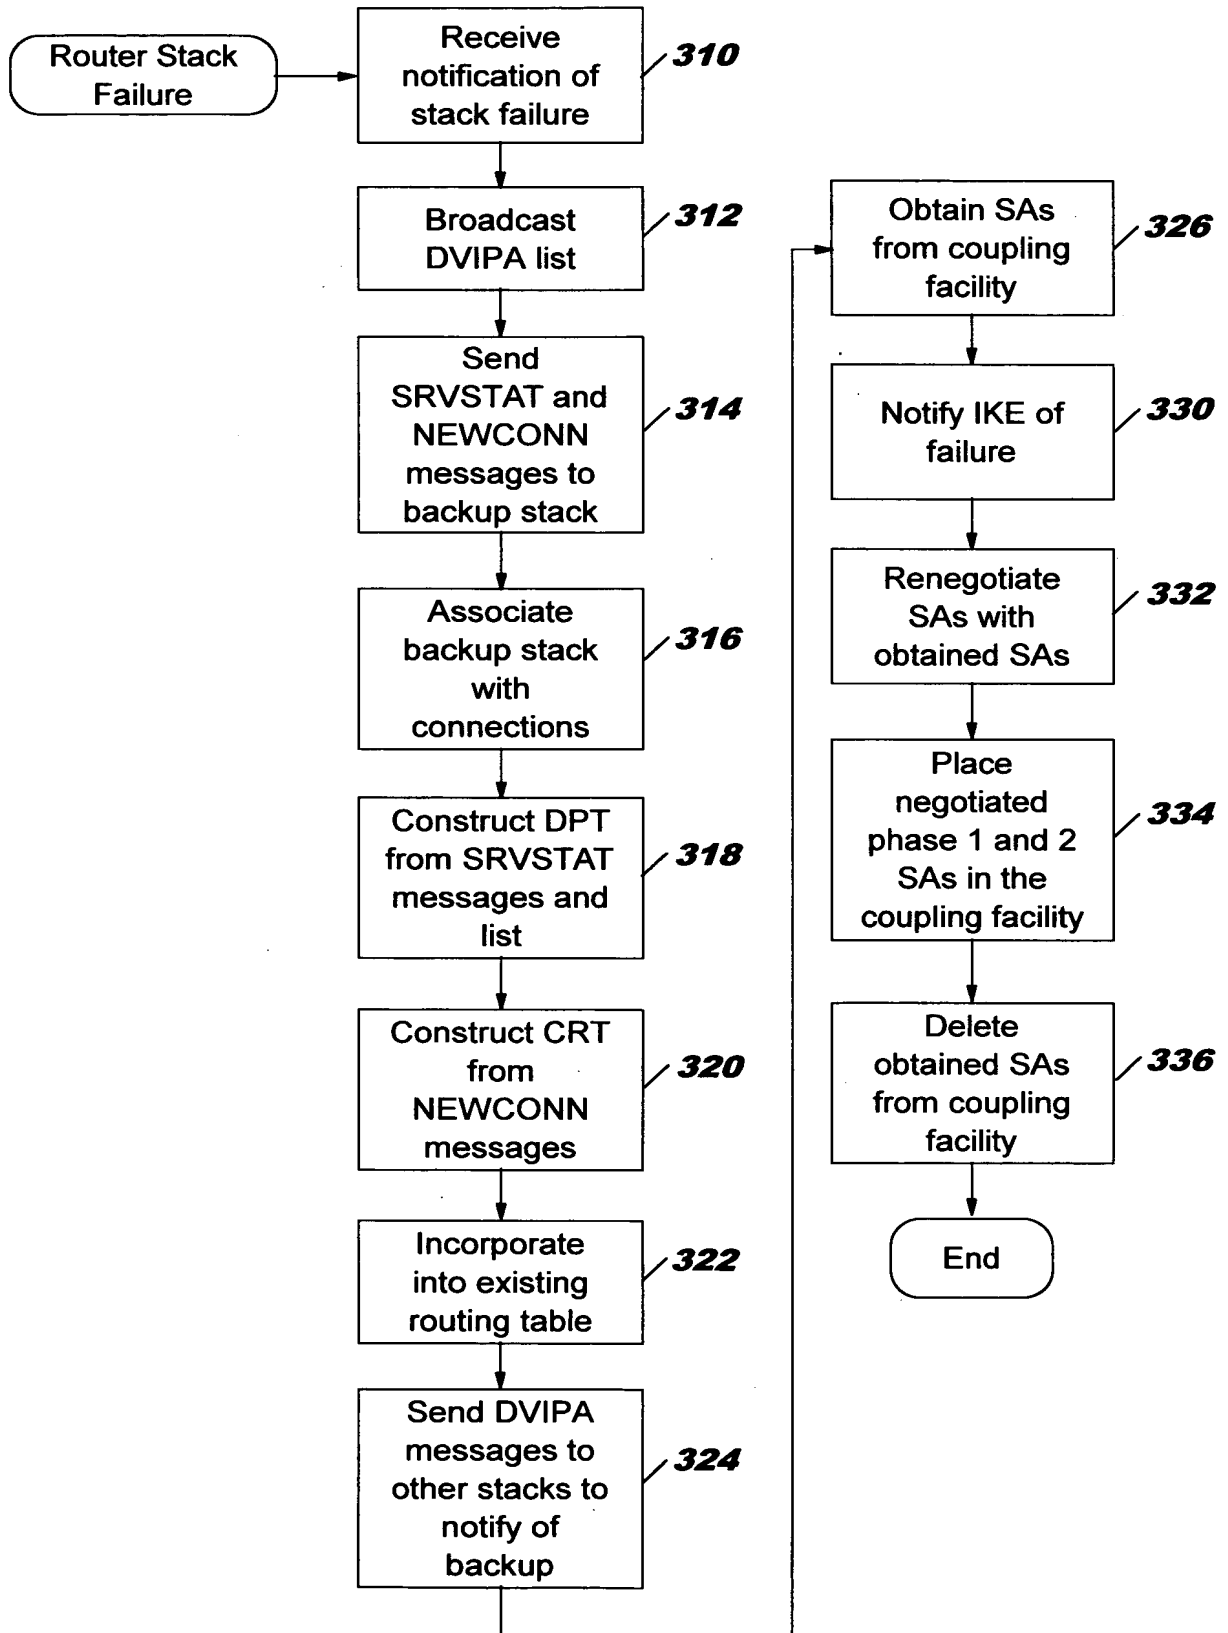 Router Stack
Failure
Receive
notification of
stack failure
310
Broadcast
DVIPA list
312
Send
SRVSTAT and
NEWCONN
messages to
backup stack
314
Associate
backup stack
with
connections
316
Construct DPT
from SRVSTAT
messages and
list
318
Construct CRT
from
NEWCONN
messages
320
Incorporate
into existing
routing table
322
Send DVIPA
messages to
other stacks to
notify of
backup
324
Obtain SAs
from coupling
facility
326
Notify IKE of
failure
330
Renegotiate
SAs with
obtained SAs
332
Place
negotiated
phase 1 and 2
SAs in the
coupling facility
334
Delete
obtained SAs
from coupling
facility
336
End